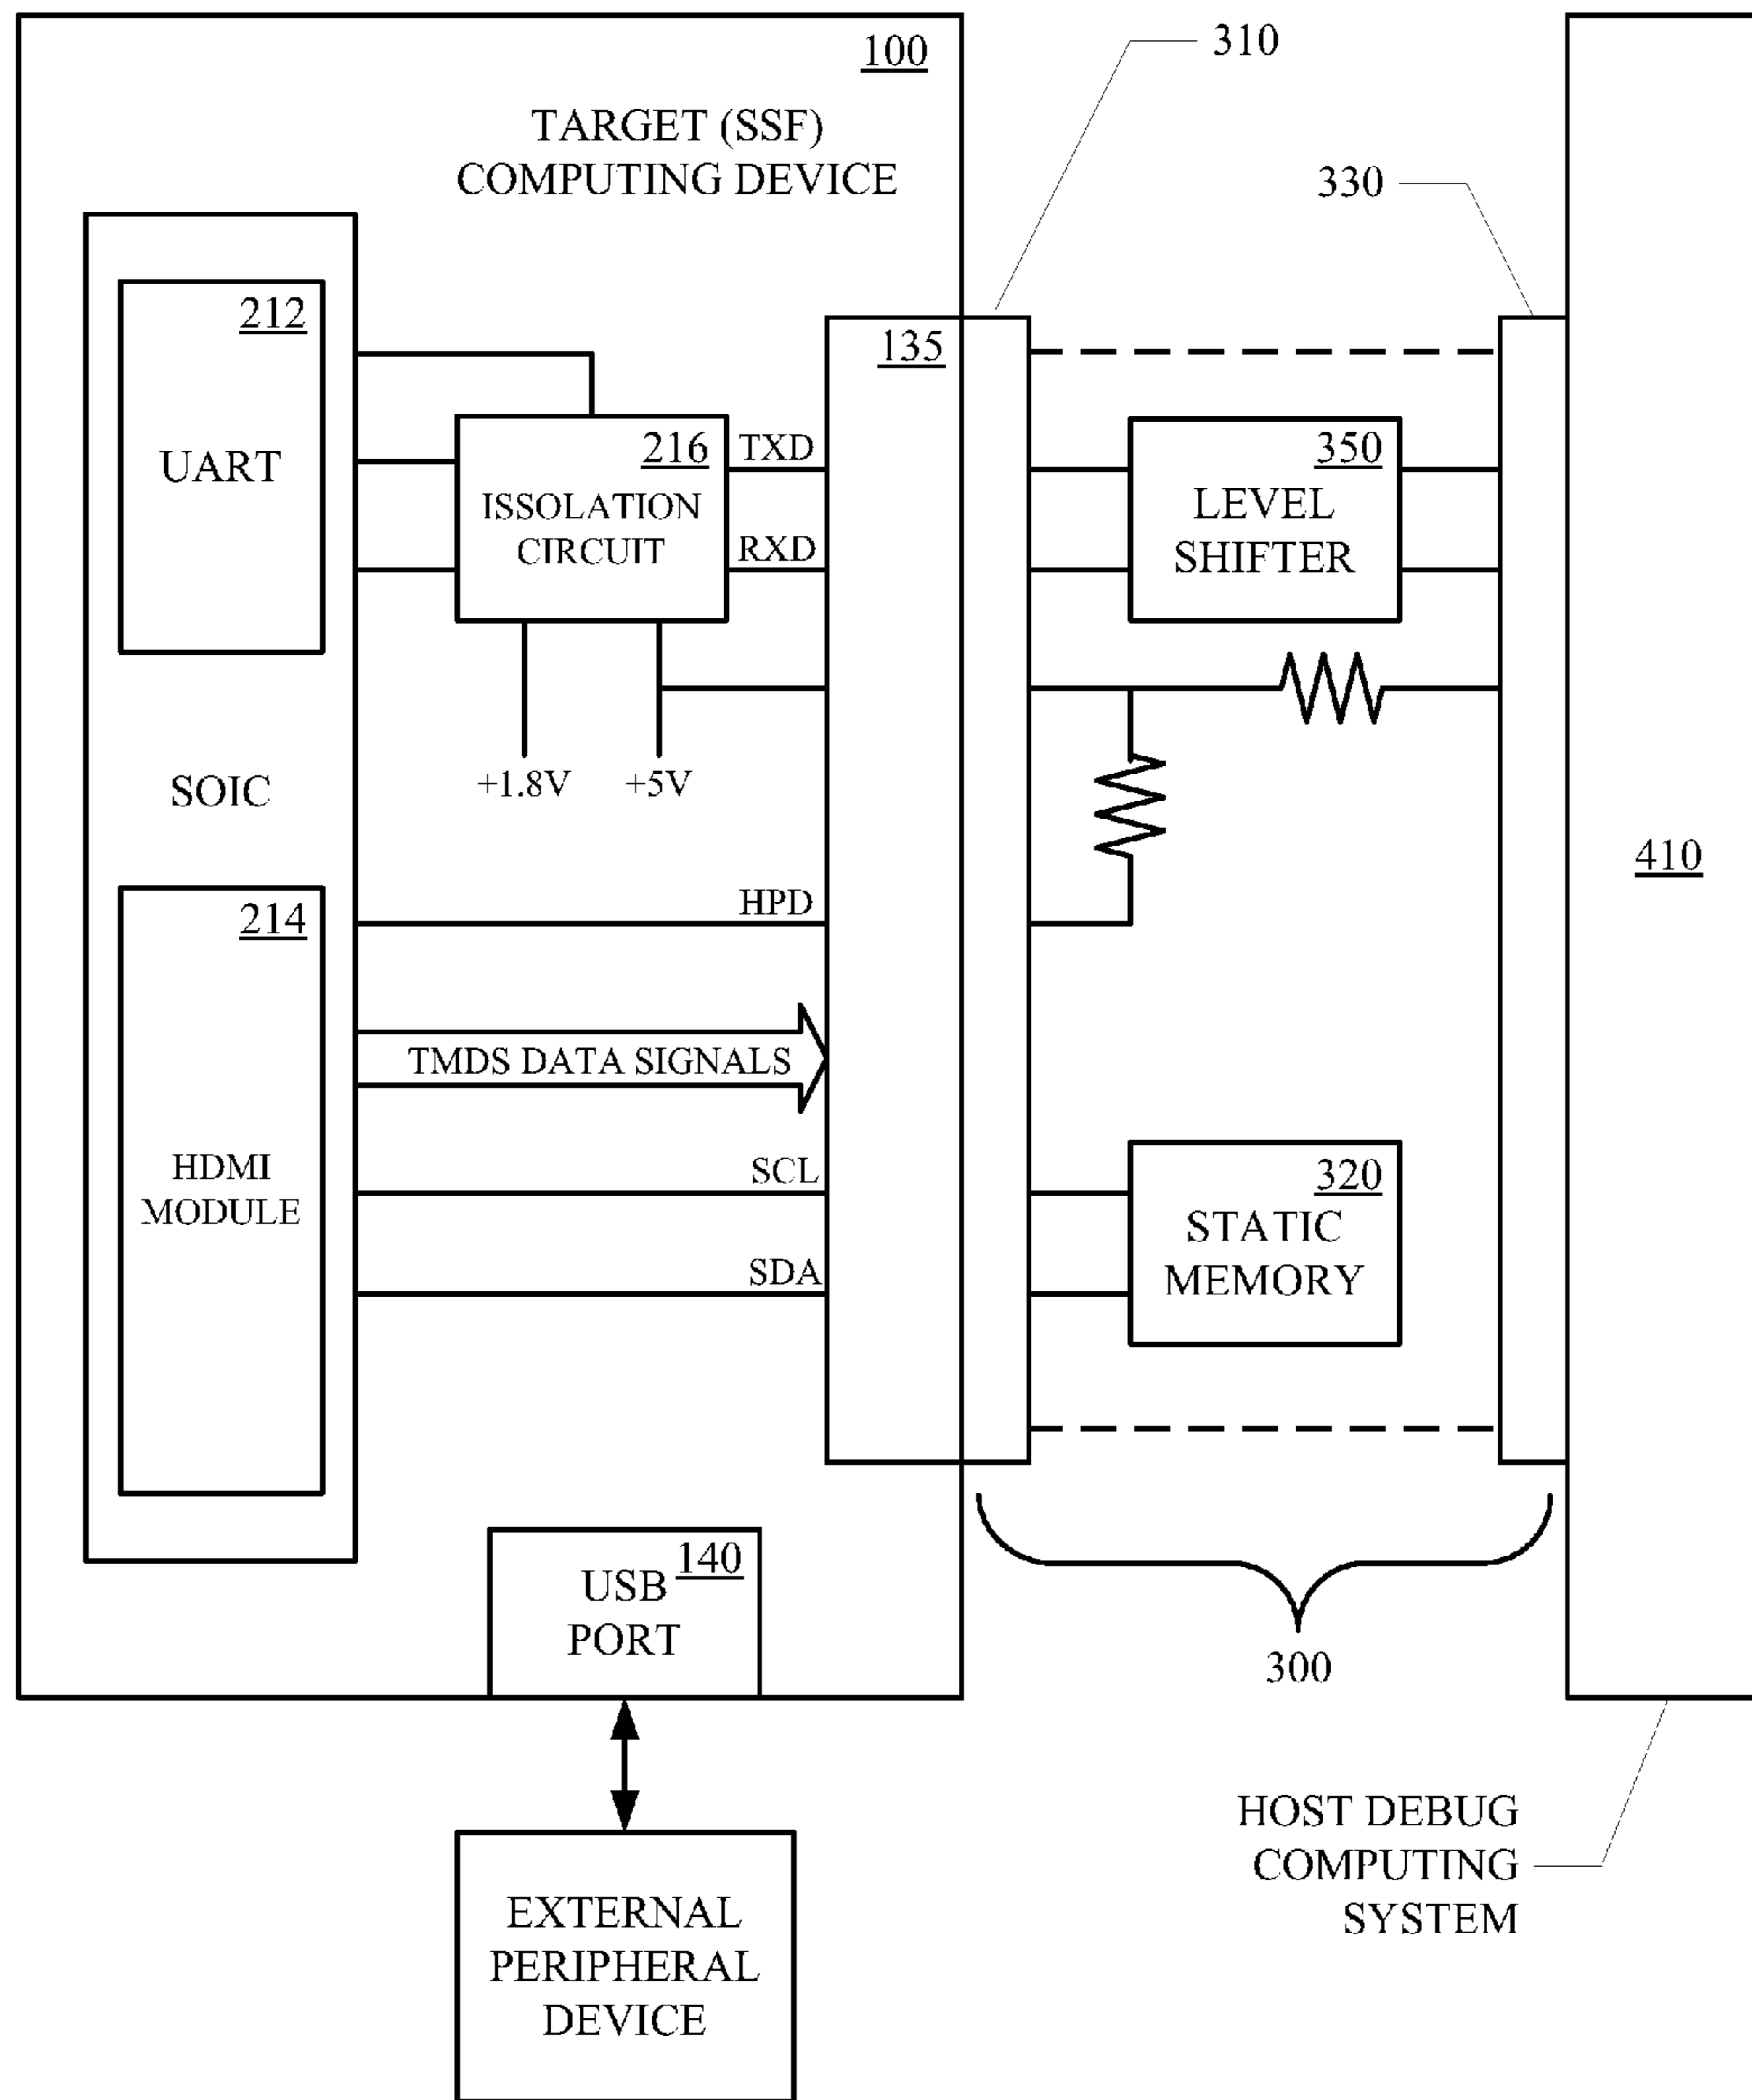 100
TARGET (SSF)
COMPUTING DEVICE
310
330
212
UART
135
216
ISSOLATION
CIRCUIT
TXD
RXD
350
LEVEL
SHIFTER
+1.8V
+5V
SOIC
410
214
HDMI
MODULE
HPD
TMDS DATA SIGNALS
SCL
SDA
320
STATIC
MEMORY
140
USB
PORT
300
HOST DEBUG
COMPUTING
SYSTEM
EXTERNAL
PERIPHERAL
DEVICE